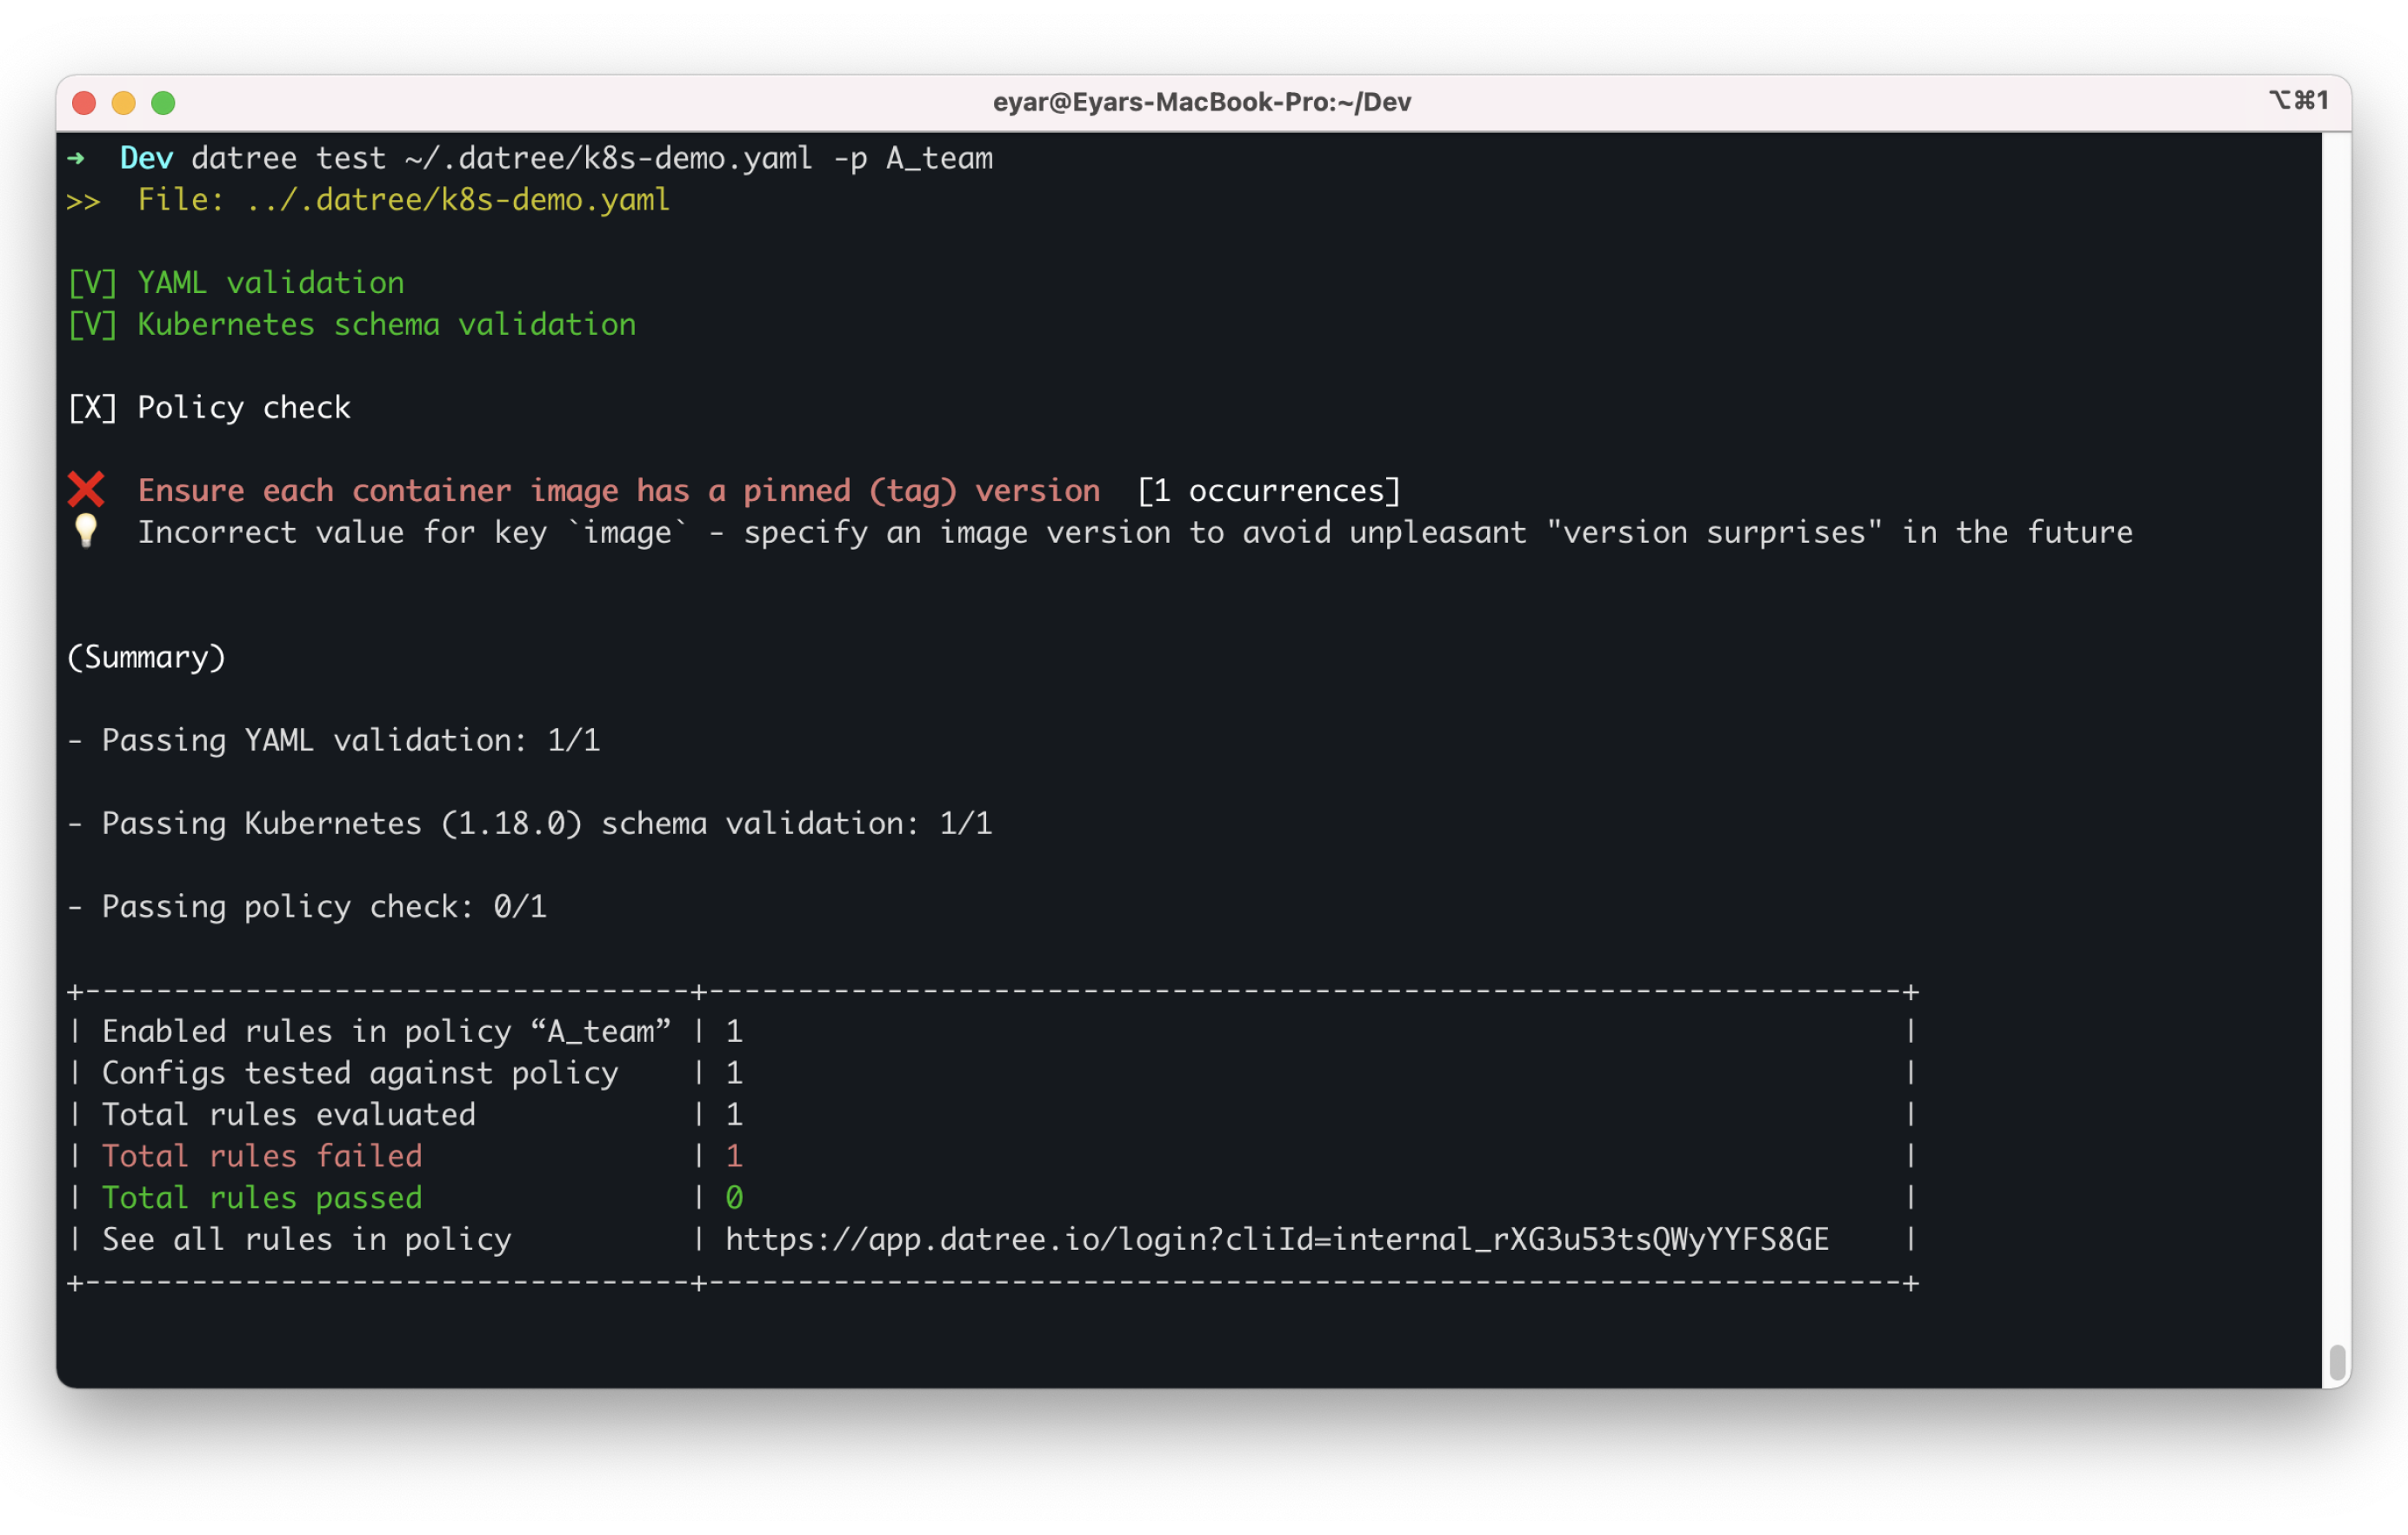 eyar@Eyars-MacBook-Pro:~/Dev
⌥⌘1
➜ Dev datree test ~/.datree/k8s-demo.yaml -p A_team
>> File: ../.datree/k8s-demo.yaml
[V] YAML validation
[V] Kubernetes schema validation
[X] Policy check
❌ Ensure each container image has a pinned (tag) version [1 occurrences]
💡 Incorrect value for key `image` - specify an image version to avoid unpleasant "version surprises" in the future
(Summary)
- Passing YAML validation: 1/1
- Passing Kubernetes (1.18.0) schema validation: 1/1
- Passing policy check: 0/1
+----------------------------------+-------------------------------------------------------------------+
| Enabled rules in policy “A_team” | 1 |
| Configs tested against policy | 1 |
| Total rules evaluated | 1 |
| Total rules failed | 1 |
| Total rules passed | 0 |
| See all rules in policy | https://app.datree.io/login?cliId=internal_rXG3u53tsQWyYYFS8GE |
+----------------------------------+-------------------------------------------------------------------+